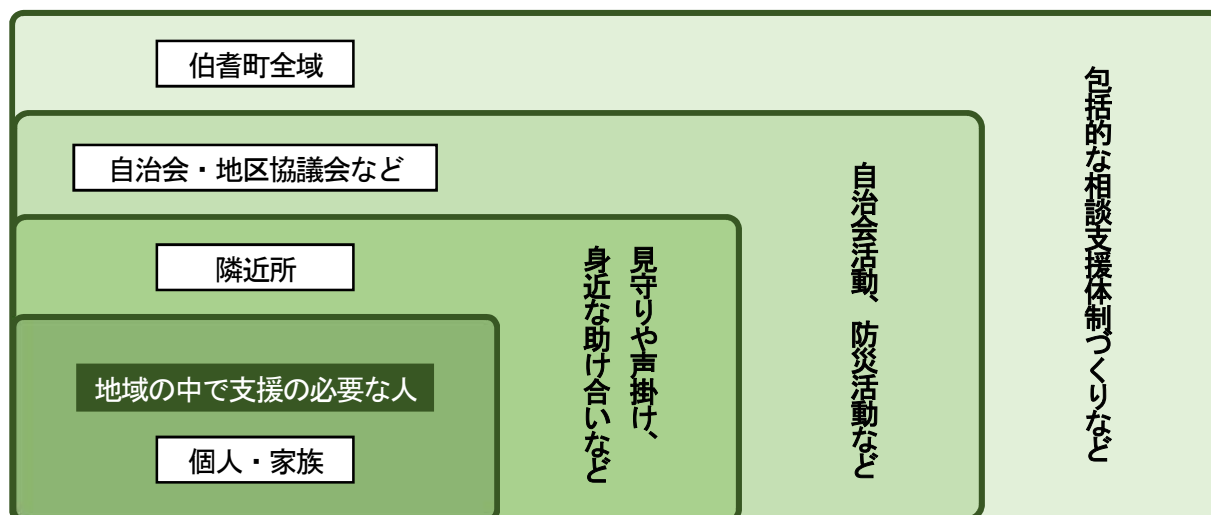 伯耆町全域
包括的な相談支援体制づくりなど
自治会・地区協議会など
自治会活動、防災活動など
隣近所
見守りや声掛け、
身近な助け合いなど
地域の中で支援の必要な人
個人・家族